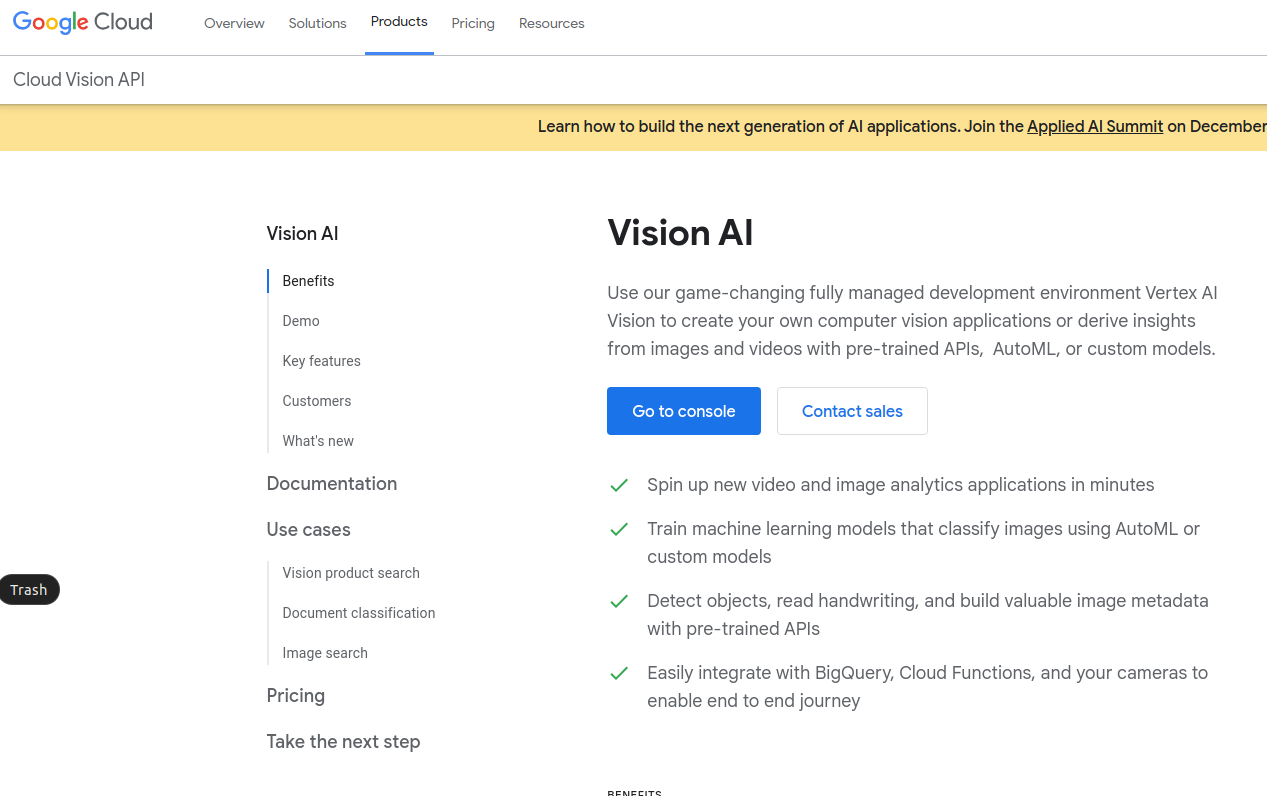 Google Cloud
Overview
Solutions
Products
Pricing
Resources
Cloud Vision API
Learn how to build the next generation of AI applications. Join the Applied AI Summit on December
Vision AI
Benefits
Demo
Key features
Customers
What's new
Documentation
Use cases
Vision product search
Document classification
Image search
Pricing
Take the next step
Trash
Vision AI
Use our game-changing fully managed development environment Vertex AI
Vision to create your own computer vision applications or derive insights
from images and videos with pre-trained APIs, AutoML, or custom models.
Go to console
Contact sales
Spin up new video and image analytics applications in minutes
Train machine learning models that classify images using AutoML or
custom models
Detect objects, read handwriting, and build valuable image metadata
with pre-trained APIs
Easily integrate with BigQuery, Cloud Functions, and your cameras to
enable end to end journey
BENEFITS